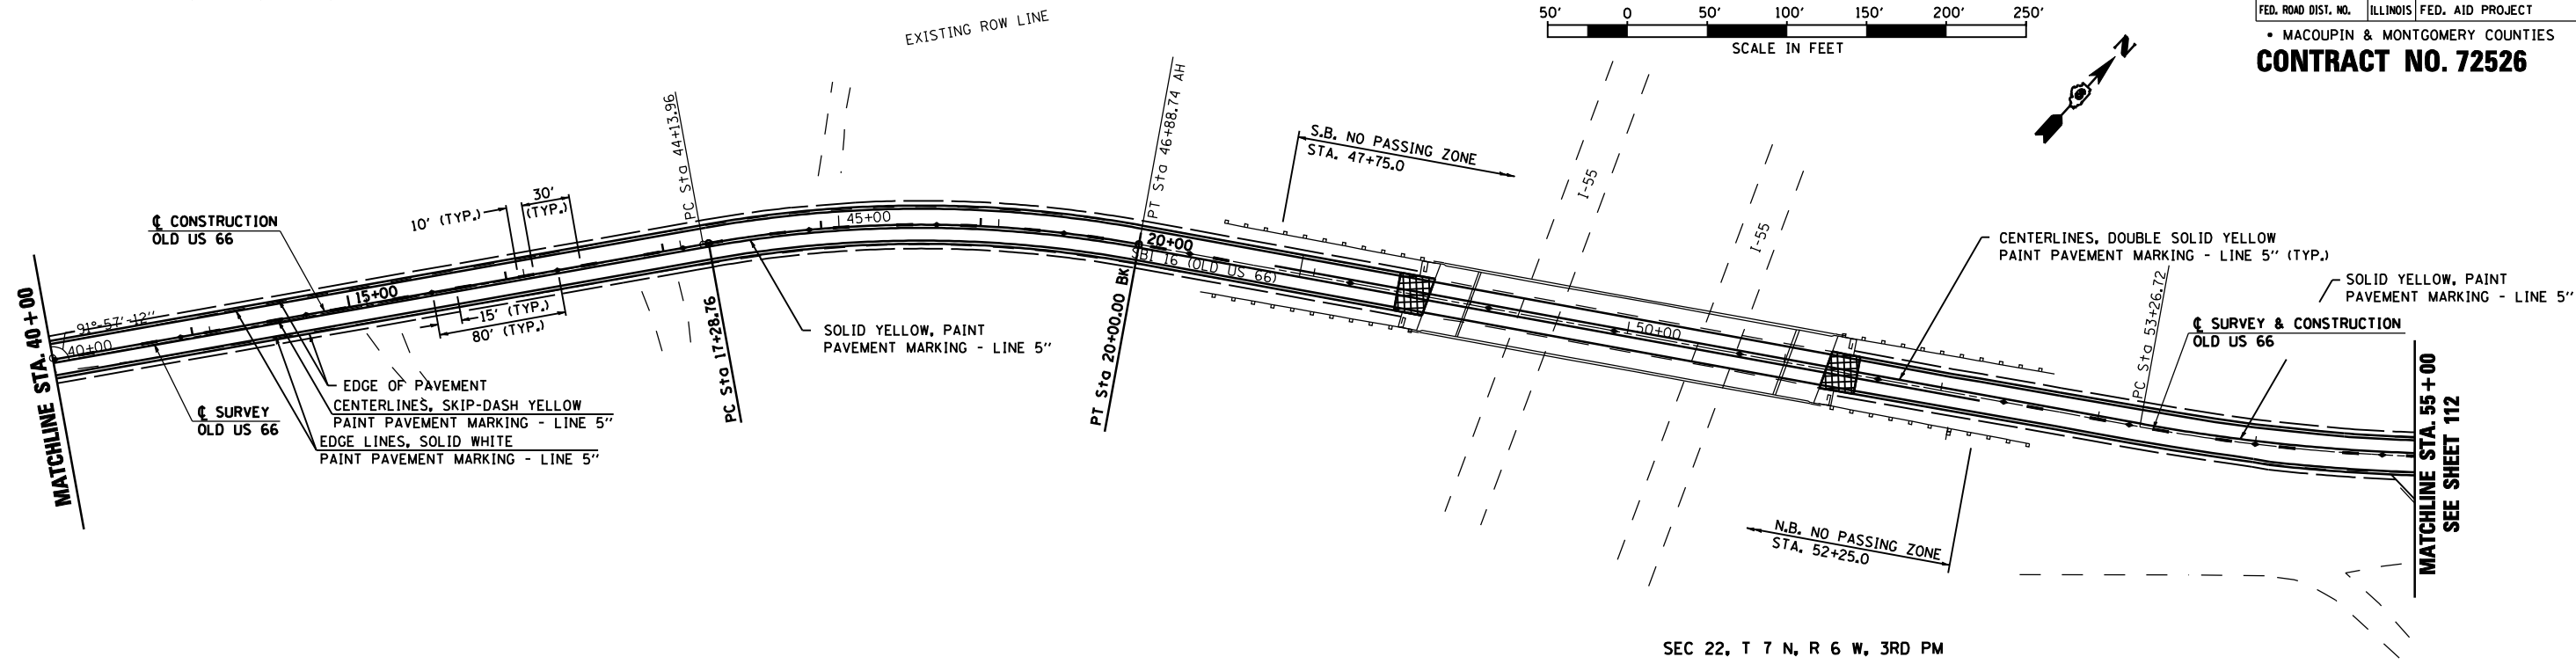 50' 0 50' 100' 150' 200' 250'
SCALE IN FEET
FED. ROAD DIST. NO. ILLINOIS FED. AID PROJECT
• MACOUPIN & MONTGOMERY COUNTIES
CONTRACT NO. 72526
N
EXISTING ROW LINE
PC Sta 44+13.96
PT Sta 46+88.74 AH
S.B. NO PASSING ZONE
STA. 47+75.0
I-55
I-55
10' (TYP.)
30'
(TYP.)
℄ CONSTRUCTION
OLD US 66
45+00
20+00
SBI 16 (OLD US 66)
CENTERLINES, DOUBLE SOLID YELLOW
PAINT PAVEMENT MARKING - LINE 5" (TYP.)
SOLID YELLOW, PAINT
PAVEMENT MARKING - LINE 5"
℄ SURVEY & CONSTRUCTION
OLD US 66
PC Sta 53+26.72
MATCHLINE STA. 40+00
91°-57'-12"
40+00
15+00
15' (TYP.)
80' (TYP.)
SOLID YELLOW, PAINT
PAVEMENT MARKING - LINE 5"
50+00
PC Sta 17+28.76
PT Sta 20+00.00 BK
EDGE OF PAVEMENT
CENTERLINES, SKIP-DASH YELLOW
PAINT PAVEMENT MARKING - LINE 5"
EDGE LINES, SOLID WHITE
PAINT PAVEMENT MARKING - LINE 5"
℄ SURVEY
OLD US 66
N.B. NO PASSING ZONE
STA. 52+25.0
MATCHLINE STA. 55+00
SEE SHEET 112
SEC 22, T 7 N, R 6 W, 3RD PM